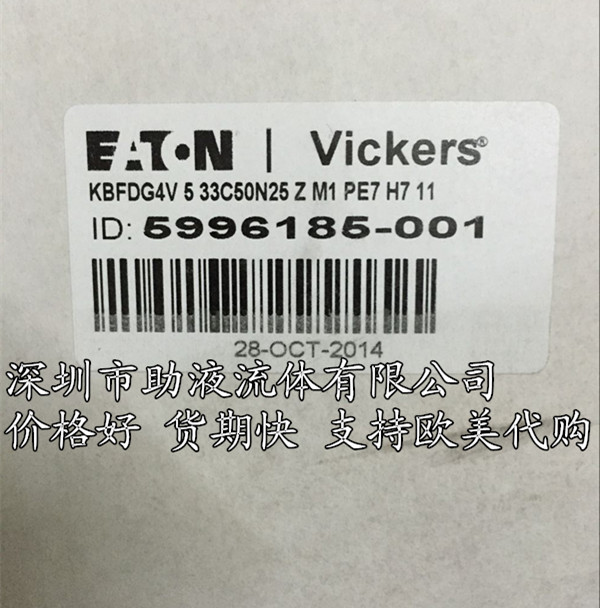 EATON | Vickers®
KBFDG4V 5 33C50N25 Z M1 PE7 H7 11
ID: 5996185-001
28-OCT-2014
深圳市助液流体有限公司
价格好 货期快 支持欧美代购